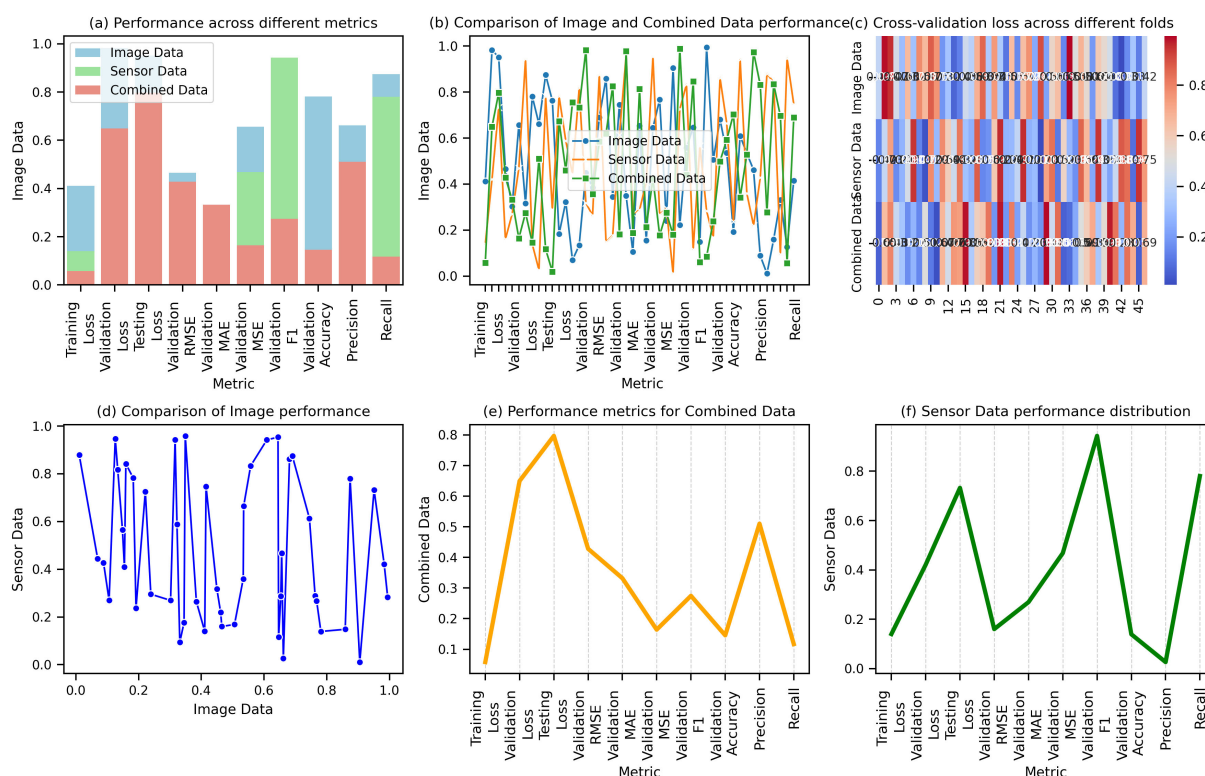 (a) Performance across different metrics
Image Data
Sensor Data
Combined Data
1.0
0.8
0.6
0.4
0.2
0.0
Image Data
Training
Loss
Validation
Loss
Testing
Loss
Validation
RMSE
Validation
MAE
Validation
MSE
Validation
F1
Validation
Accuracy
Precision
Recall
Metric
(b) Comparison of Image and Combined Data performance
Image Data
Sensor Data
Combined Data
1.0
0.8
0.6
0.4
0.2
0.0
Image Data
Training
Loss
Validation
Loss
Testing
Loss
Validation
RMSE
Validation
MAE
Validation
MSE
Validation
F1
Validation
Accuracy
Precision
Recall
Metric
(c) Cross-validation loss across different folds
Image Data
Sensor Data
Combined Data
0 3 6 9 12 15 18 21 24 27 30 33 36 39 42 45
0.8
0.6
0.4
0.2
(d) Comparison of Image performance
1.0
0.8
0.6
0.4
0.2
0.0
Sensor Data
0.0 0.2 0.4 0.6 0.8 1.0
Image Data
(e) Performance metrics for Combined Data
0.8
0.7
0.6
0.5
0.4
0.3
0.2
0.1
Combined Data
Training
Loss
Validation
Loss
Testing
Loss
Validation
RMSE
Validation
MAE
Validation
MSE
Validation
F1
Validation
Accuracy
Precision
Recall
Metric
(f) Sensor Data performance distribution
0.8
0.6
0.4
0.2
0.0
Sensor Data
Training
Loss
Validation
Loss
Testing
Loss
Validation
RMSE
Validation
MAE
Validation
MSE
Validation
F1
Validation
Accuracy
Precision
Recall
Metric